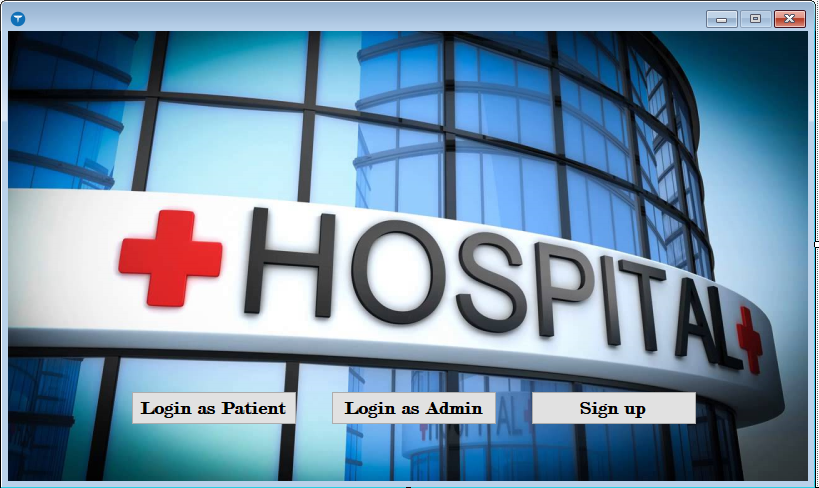 HOSPITAL
Login as Patient
Login as Admin
Sign up